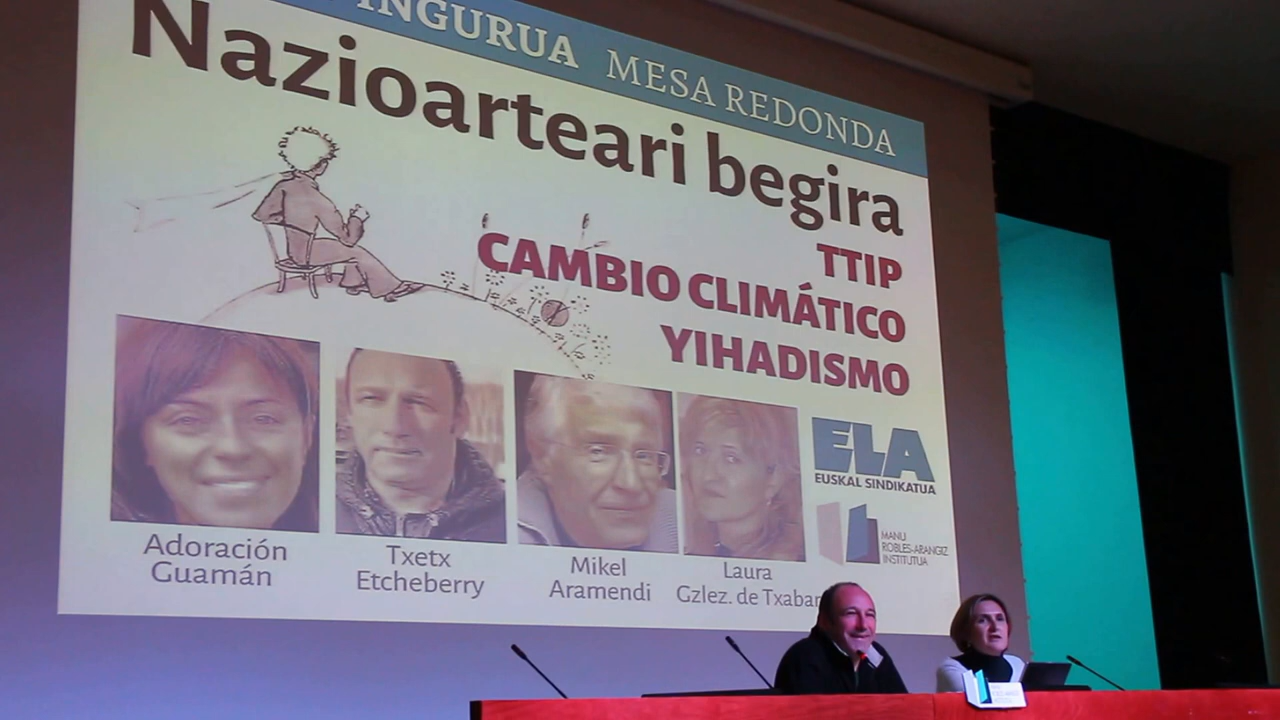 INGURUA MESA REDONDA
Nazioarteari begira
TTIP
CAMBIO CLIMÁTICO
YIHADISMO
ELA
EUSKAL SINDIKATUA
MANU
ROBLES-ARANGIZ
INSTITUTUA
Adoración
Guamán
Txetx
Etcheberry
Mikel
Aramendi
Laura
Gzlez. de Txabar